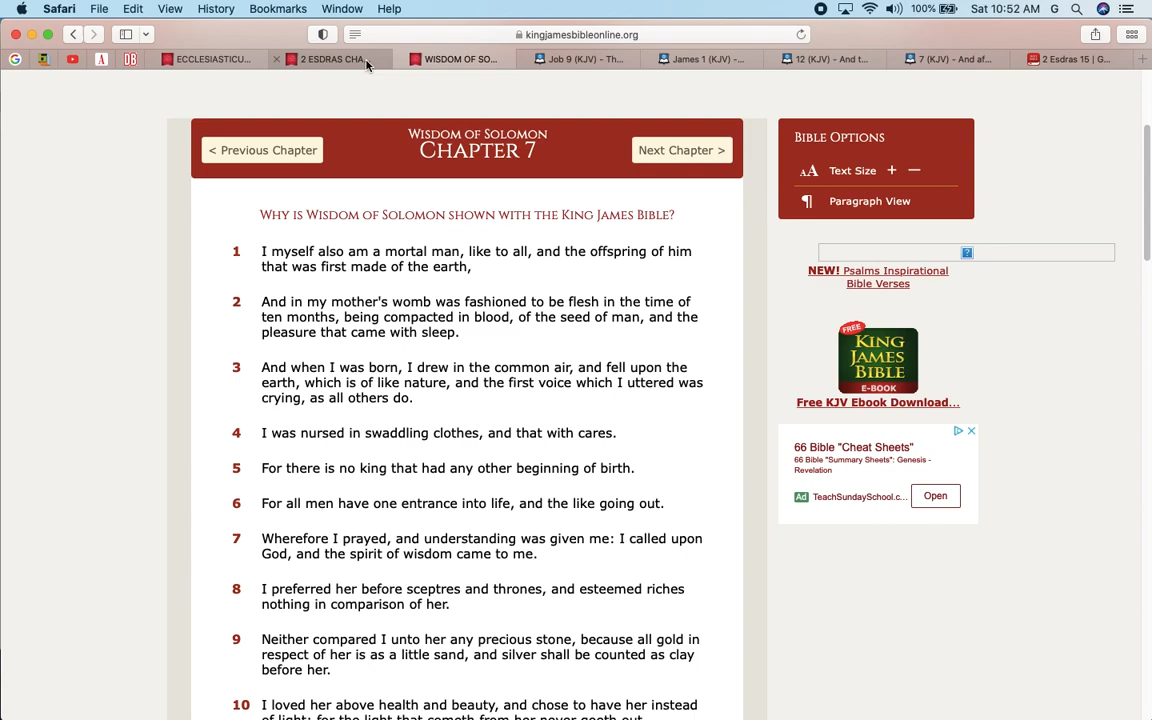 Safari File Edit View History Bookmarks Window Help 100% Sat 10:52 AM G
kingjamesbibleonline.org
G A DB ECCLESIASTICU... 2 ESDRAS CHA... WISDOM OF SO... Job 9 (KJV) - Th... James 1 (KJV) -... 12 (KJV) - And t... 7 (KJV) - And af... 2 Esdras 15 | G...
< Previous Chapter
WISDOM OF SOLOMON
CHAPTER 7
Next Chapter >
WHY IS WISDOM OF SOLOMON SHOWN WITH THE KING JAMES BIBLE?
1 I myself also am a mortal man, like to all, and the offspring of him
that was first made of the earth,
2 And in my mother's womb was fashioned to be flesh in the time of
ten months, being compacted in blood, of the seed of man, and the
pleasure that came with sleep.
3 And when I was born, I drew in the common air, and fell upon the
earth, which is of like nature, and the first voice which I uttered was
crying, as all others do.
4 I was nursed in swaddling clothes, and that with cares.
5 For there is no king that had any other beginning of birth.
6 For all men have one entrance into life, and the like going out.
7 Wherefore I prayed, and understanding was given me: I called upon
God, and the spirit of wisdom came to me.
8 I preferred her before sceptres and thrones, and esteemed riches
nothing in comparison of her.
9 Neither compared I unto her any precious stone, because all gold in
respect of her is as a little sand, and silver shall be counted as clay
before her.
10 I loved her above health and beauty, and chose to have her instead
of light: for the light that cometh from her never goeth out.
BIBLE OPTIONS
AA Text Size + —
¶ Paragraph View
?
NEW! Psalms Inspirational
Bible Verses
FREE
KING
JAMES
BIBLE
E-BOOK
Free KJV Ebook Download...
66 Bible "Cheat Sheets"
66 Bible "Summary Sheets": Genesis -
Revelation
Ad TeachSundaySchool.c...
Open